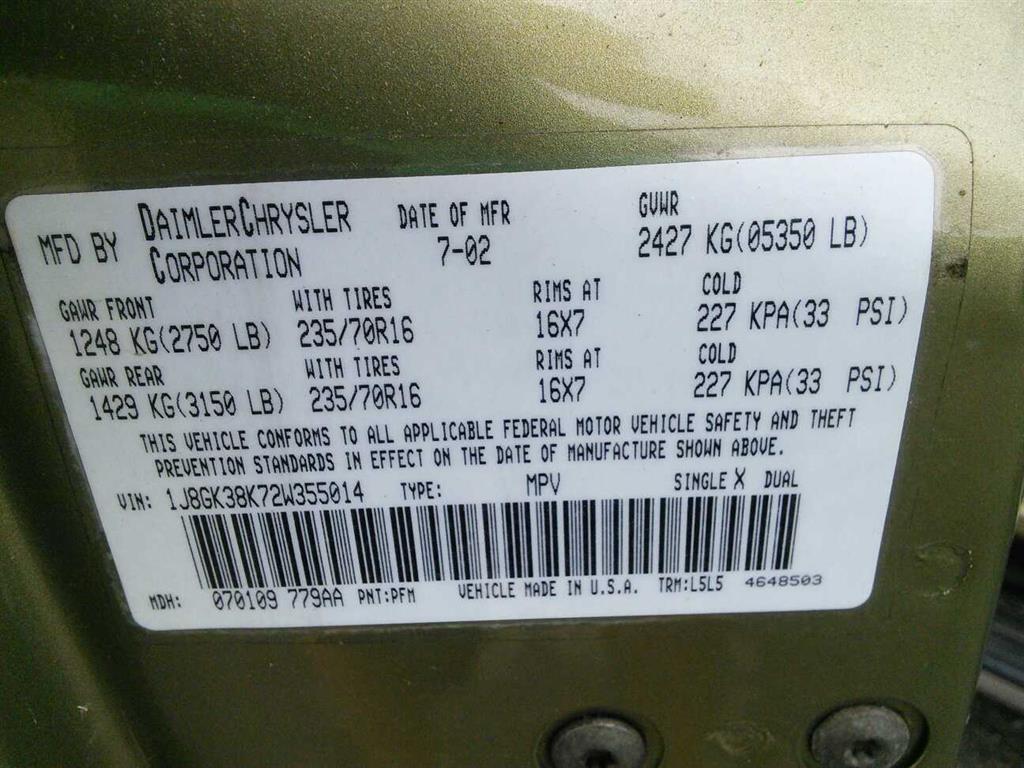 MFD BY DAIMLERCHRYSLER CORPORATION DATE OF MFR 7-02 GVWR 2427 KG(05350 LB)
GAWR FRONT WITH TIRES RIMS AT COLD
1248 KG(2750 LB) 235/70R16 16X7 227 KPA(33 PSI)
GAWR REAR WITH TIRES RIMS AT COLD
1429 KG(3150 LB) 235/70R16 16X7 227 KPA(33 PSI)
THIS VEHICLE CONFORMS TO ALL APPLICABLE FEDERAL MOTOR VEHICLE SAFETY AND THEFT
PREVENTION STANDARDS IN EFFECT ON THE DATE OF MANUFACTURE SHOWN ABOVE.
VIN: 1J8GK38K72W355014 TYPE: MPV SINGLE X DUAL
MDH: 070109 779AA PNT:PFM VEHICLE MADE IN U.S.A. TRM:L5L5 4648503